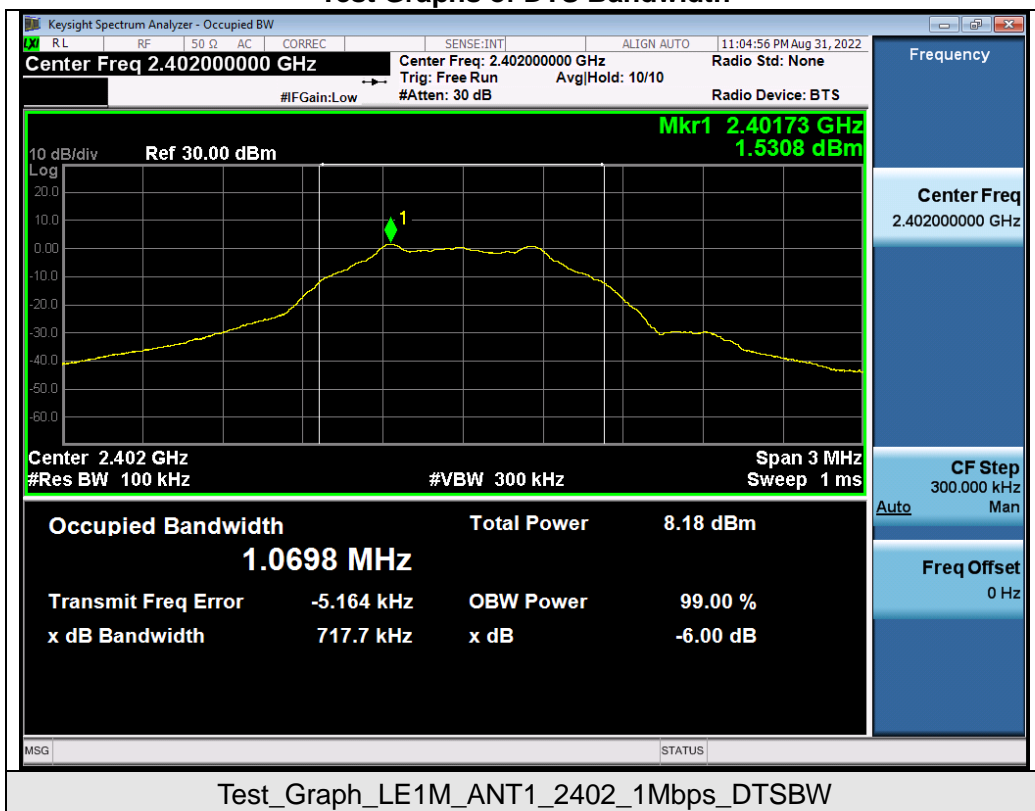 Test Graphs of DTS Bandwidth
Keysight Spectrum Analyzer - Occupied BW
LXI RL RF 50 Ω AC CORREC SENSE:INT ALIGN AUTO 11:04:56 PM Aug 31, 2022
Center Freq 2.402000000 GHz
Center Freq: 2.402000000 GHz Radio Std: None
Trig: Free Run Avg|Hold: 10/10
#IFGain:Low #Atten: 30 dB Radio Device: BTS
Mkr1 2.40173 GHz
1.5308 dBm
10 dB/div Ref 30.00 dBm
Log
20.0
10.0
1
0.00
-10.0
-20.0
-30.0
-40.0
-50.0
-60.0
Center 2.402 GHz Span 3 MHz
#Res BW 100 kHz #VBW 300 kHz Sweep 1 ms
Occupied Bandwidth Total Power 8.18 dBm
1.0698 MHz
Transmit Freq Error -5.164 kHz OBW Power 99.00 %
x dB Bandwidth 717.7 kHz x dB -6.00 dB
MSG STATUS
Frequency
Center Freq
2.402000000 GHz
CF Step
300.000 kHz
Auto Man
Freq Offset
0 Hz
Test_Graph_LE1M_ANT1_2402_1Mbps_DTSBW